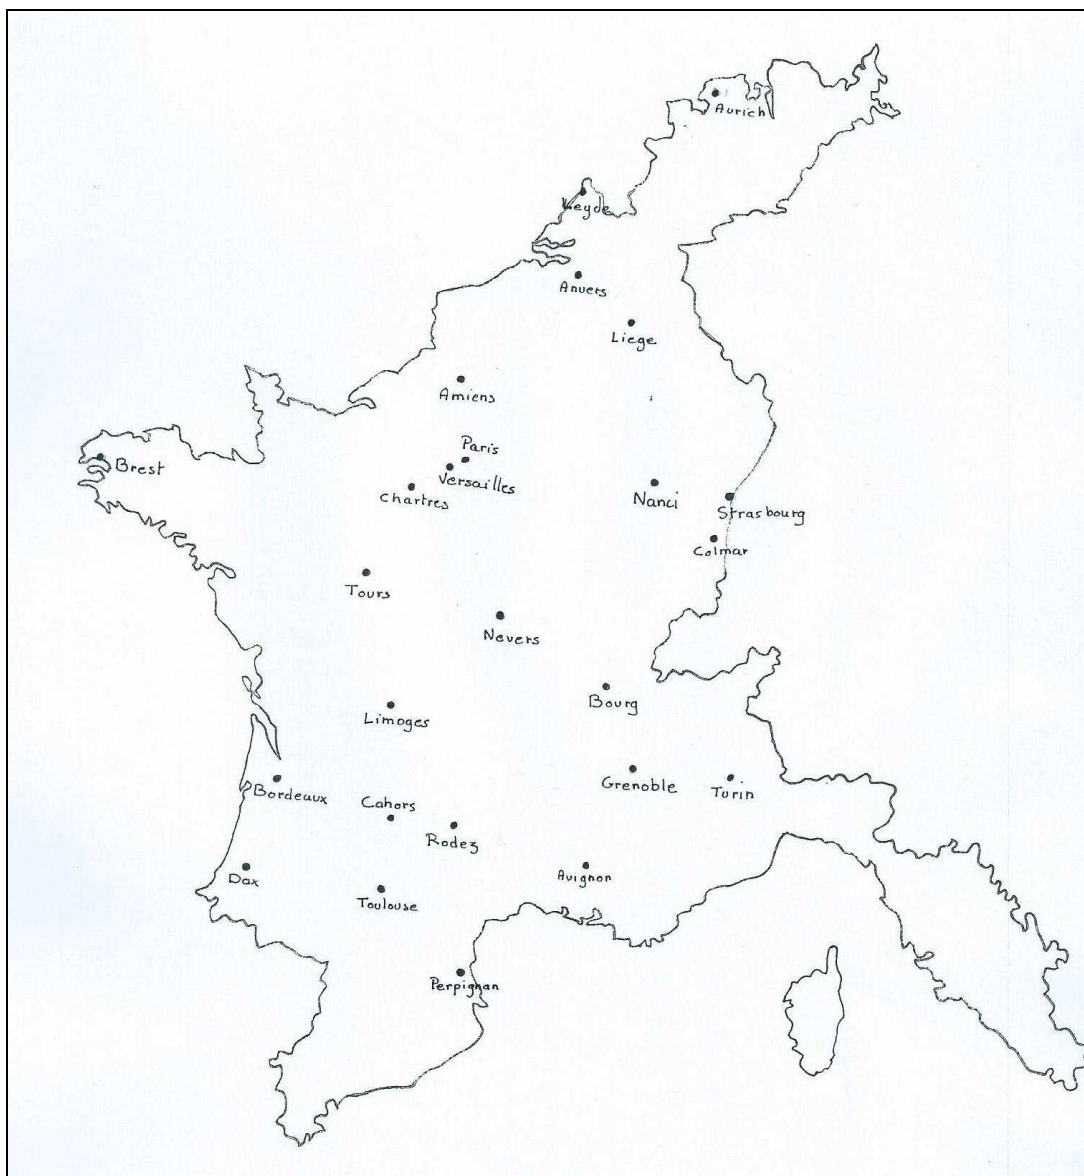 Aurich
Leyde
Anvers
Liege
Amiens
Paris
Brest
Versailles
Chartres
Nanci
Strasbourg
Colmar
Tours
Nevers
Bourg
Limoges
Grenoble
Turin
Bordeaux
Cahors
Rodez
Avignon
Dax
Toulouse
Perpignan